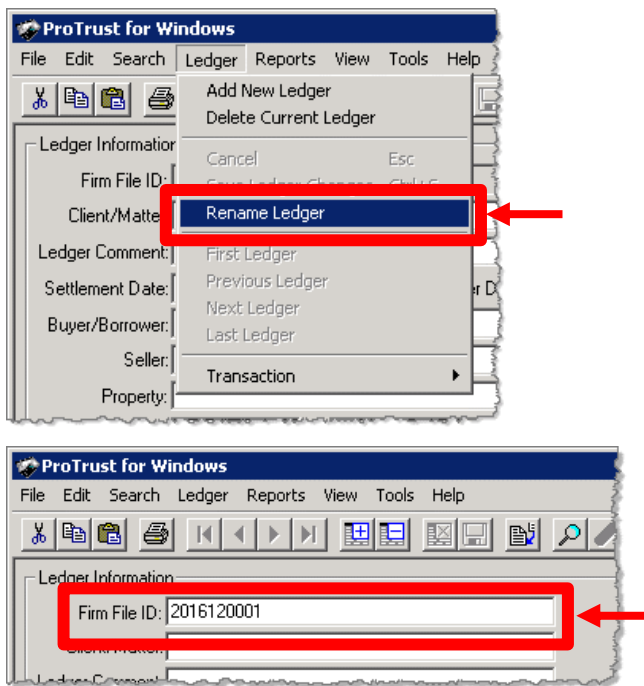 ProTrust for Windows
File Edit Search Ledger Reports View Tools Help
Add New Ledger
Delete Current Ledger
Ledger Information
Cancel Esc
Firm File ID:
Client/Matte
Rename Ledger
Ledger Comment:
First Ledger
Settlement Date:
Previous Ledger
Next Ledger
Buyer/Borrower:
Last Ledger
Seller:
Transaction
Property:
ProTrust for Windows
File Edit Search Ledger Reports View Tools Help
Ledger Information
Firm File ID: 2016120001